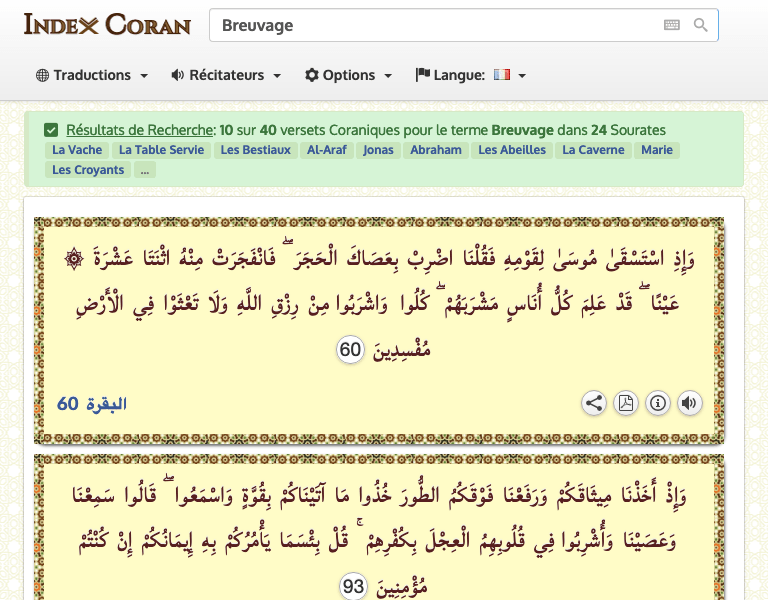 INDEX CORAN
Breuvage
Traductions Récitateurs Options Langue:
Résultats de Recherche: 10 sur 40 versets Coraniques pour le terme Breuvage dans 24 Sourates
La Vache La Table Servie Les Bestiaux Al-Araf Jonas Abraham Les Abeilles La Caverne Marie
Les Croyants ...
وَإِذِ اسْتَسْقَىٰ مُوسَىٰ لِقَوْمِهِ فَقُلْنَا اضْرِبْ بِعَصَاكَ الْحَجَرَ ۖ فَانْفَجَرَتْ مِنْهُ اثْنَتَا عَشْرَةَ ۞
عَيْنًا ۖ قَدْ عَلِمَ كُلُّ أُنَاسٍ مَشْرَبَهُمْ ۖ كُلُوا وَاشْرَبُوا مِنْ رِزْقِ اللَّهِ وَلَا تَعْثَوْا فِي الْأَرْضِ
مُفْسِدِينَ 60
البقرة 60
وَإِذْ أَخَذْنَا مِيثَاقَكُمْ وَرَفَعْنَا فَوْقَكُمُ الطُّورَ خُذُوا مَا آتَيْنَاكُمْ بِقُوَّةٍ وَاسْمَعُوا ۖ قَالُوا سَمِعْنَا
وَعَصَيْنَا وَأُشْرِبُوا فِي قُلُوبِهِمُ الْعِجْلَ بِكُفْرِهِمْ ۚ قُلْ بِئْسَمَا يَأْمُرُكُمْ بِهِ إِيمَانُكُمْ إِنْ كُنْتُمْ
مُؤْمِنِينَ 93